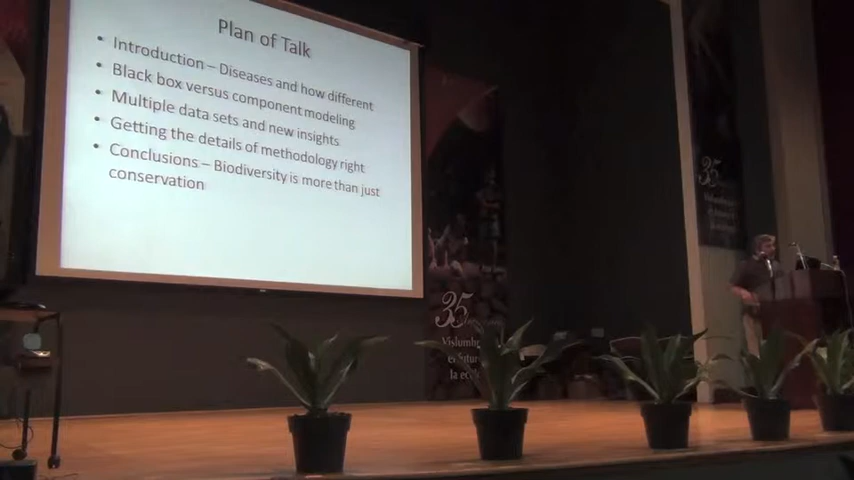 Plan of Talk
• Introduction – Diseases and how different
• Black box versus component modeling
• Multiple data sets and new insights
• Getting the details of methodology right
• Conclusions – Biodiversity is more than just
conservation
35
35